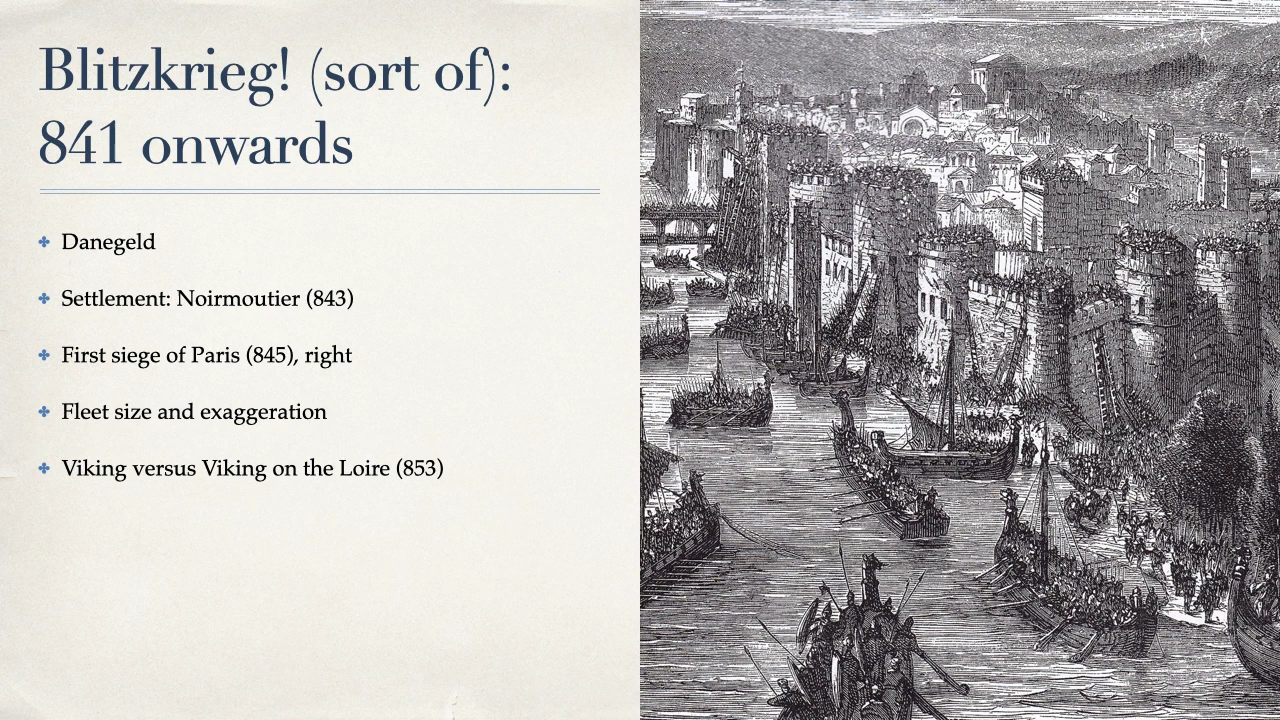 Blitzkrieg! (sort of):
841 onwards
Danegeld
Settlement: Noirmoutier (843)
First siege of Paris (845), right
Fleet size and exaggeration
Viking versus Viking on the Loire (853)